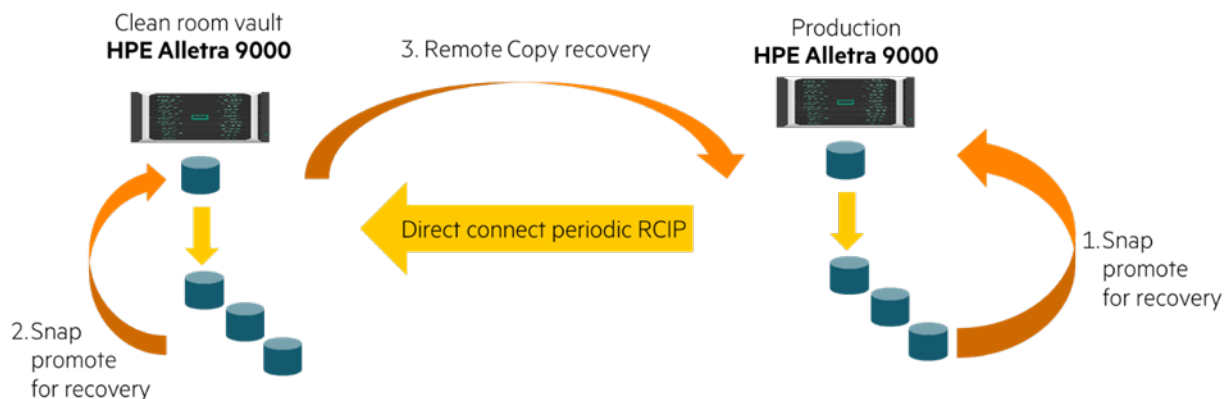 Clean room vault
HPE Alletra 9000
3. Remote Copy recovery
Production
HPE Alletra 9000
Direct connect periodic RCIP
1. Snap
promote
for recovery
2. Snap
promote
for recovery